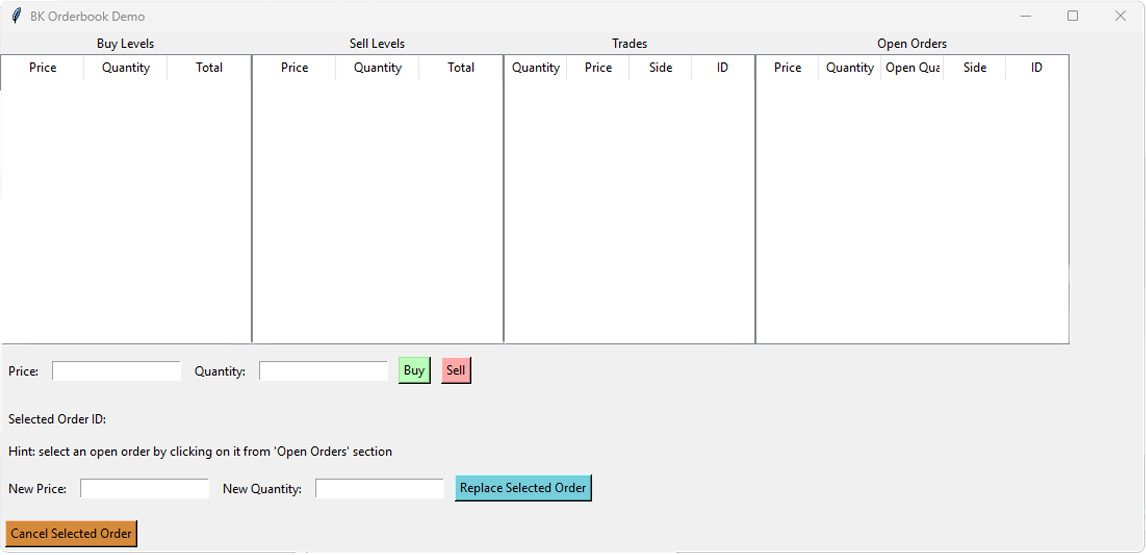 BK Orderbook Demo
Buy Levels Sell Levels Trades Open Orders
Price Quantity Total Price Quantity Total Quantity Price Side ID Price Quantity Open Qua Side ID
Price: Quantity: Buy Sell
Selected Order ID:
Hint: select an open order by clicking on it from 'Open Orders' section
New Price: New Quantity: Replace Selected Order
Cancel Selected Order